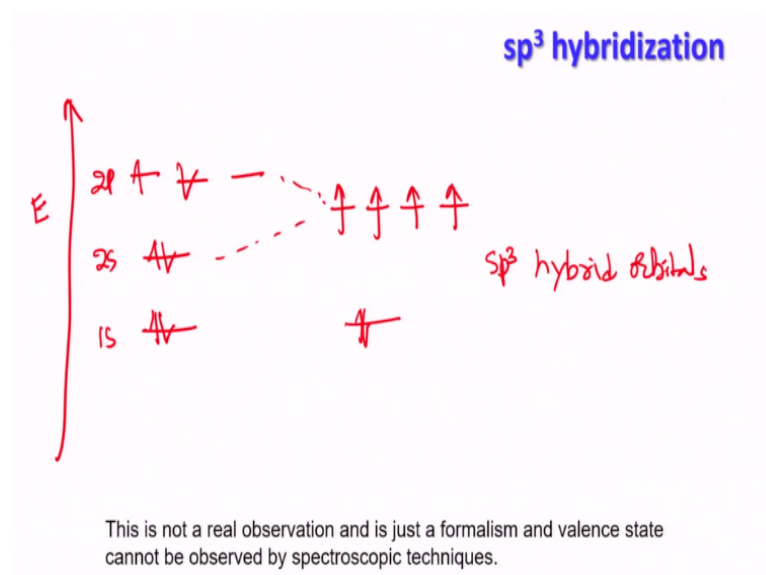 sp³ hybridization
2p
E
2s
sp³ hybrid orbitals
1s
This is not a real observation and is just a formalism and valence state
cannot be observed by spectroscopic techniques.